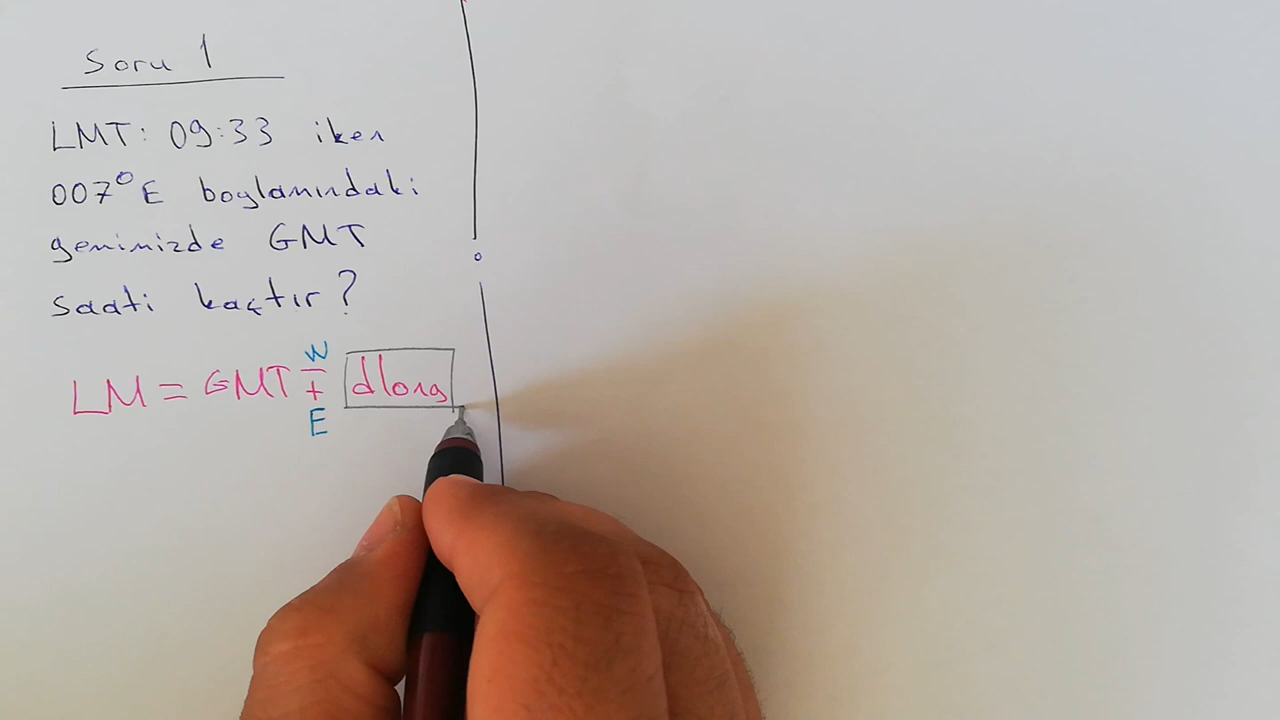 Soru 1
LMT: 09:33 iken
007° E boylamındaki
gemimizde GMT
saati kaçtır?
W
LM = GMT ∓ dlong
E